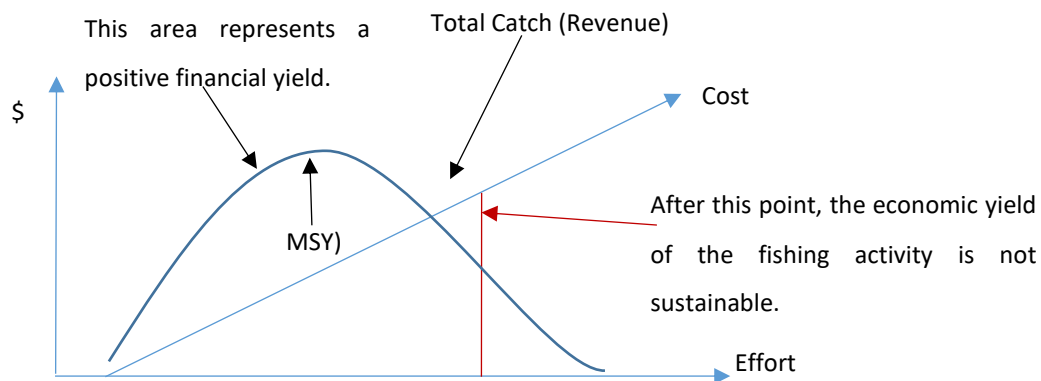 This area represents a
positive financial yield.
Total Catch (Revenue)
$
Cost
MSY)
After this point, the economic yield
of the fishing activity is not
sustainable.
Effort